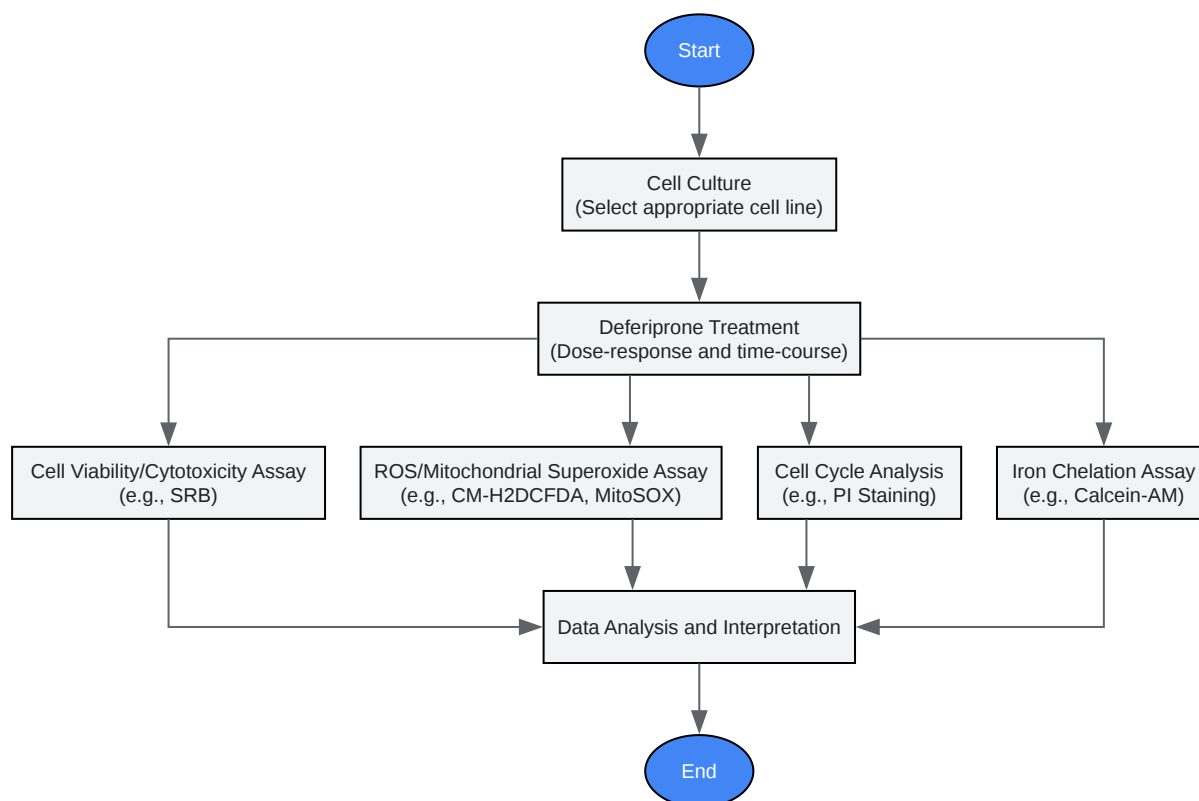 Start
Cell Culture
(Select appropriate cell line)
Deferiprone Treatment
(Dose-response and time-course)
Cell Viability/Cytotoxicity Assay
(e.g., SRB)
ROS/Mitochondrial Superoxide Assay
(e.g., CM-H2DCFDA, MitoSOX)
Cell Cycle Analysis
(e.g., PI Staining)
Iron Chelation Assay
(e.g., Calcein-AM)
Data Analysis and Interpretation
End